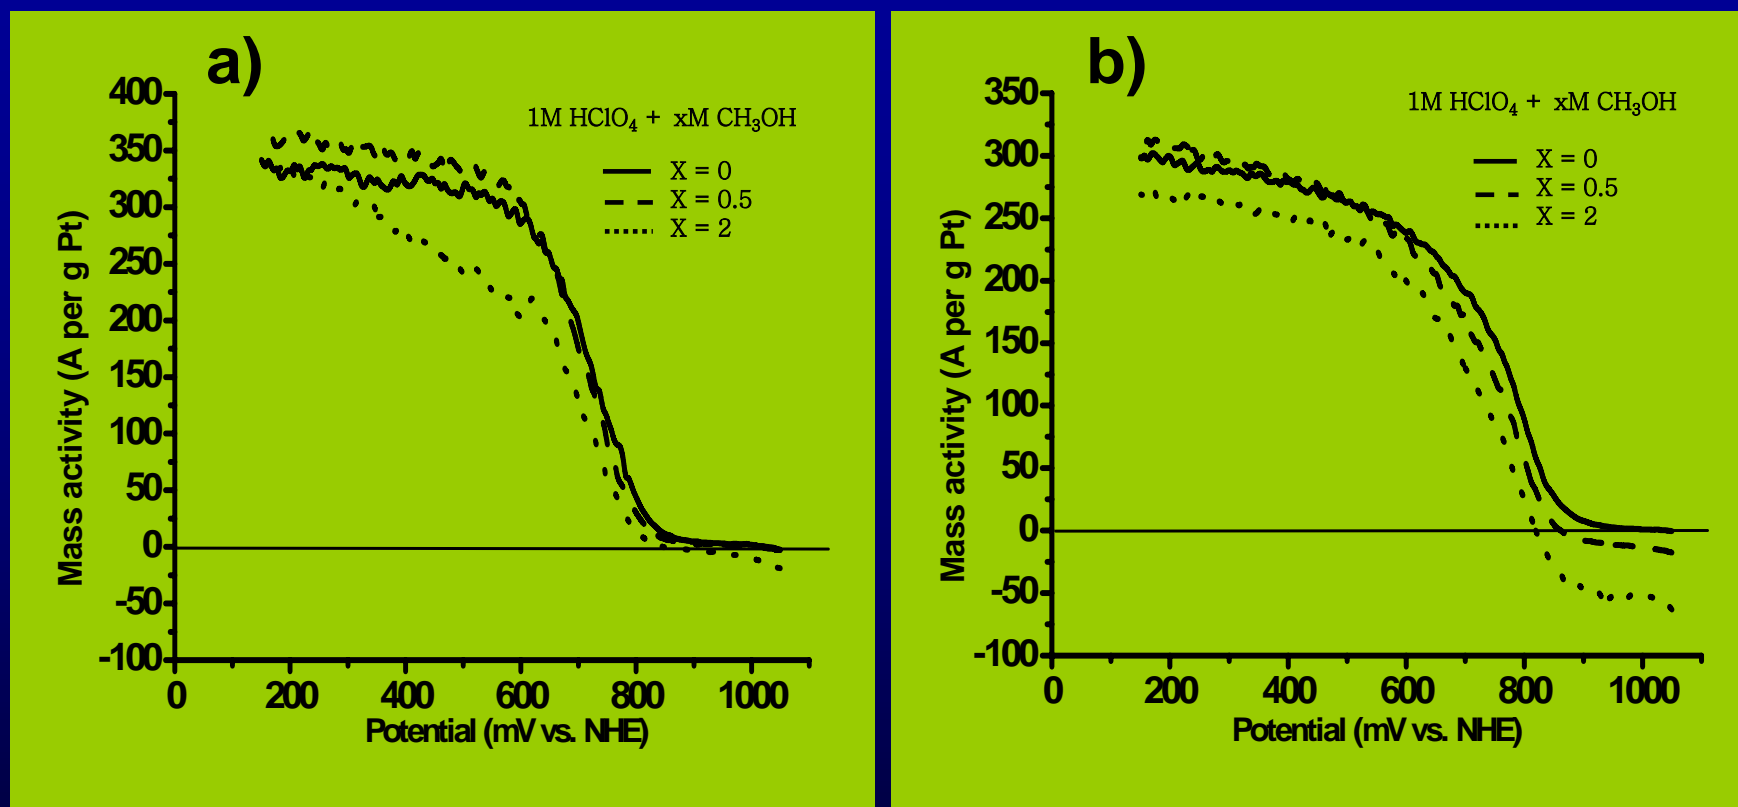 a)
1M HClO₄ + xM CH₃OH
X = 0
X = 0.5
X = 2
400
350
300
250
200
150
100
50
0
-50
-100
Mass activity (A per g Pt)
0 200 400 600 800 1000
Potential (mV vs. NHE)
b)
1M HClO₄ + xM CH₃OH
X = 0
X = 0.5
X = 2
350
300
250
200
150
100
50
0
-50
-100
Mass activity (A per g Pt)
0 200 400 600 800 1000
Potential (mV vs. NHE)